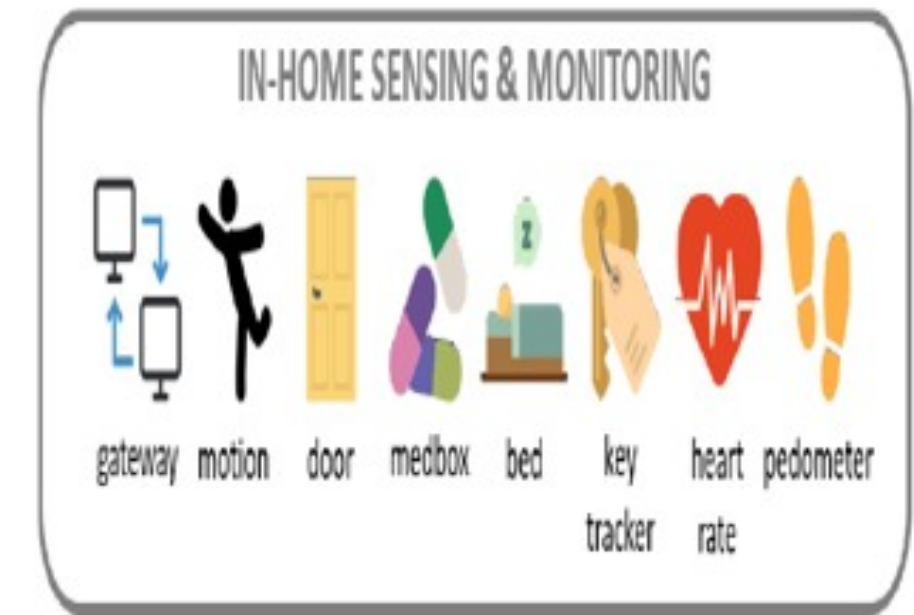 IN-HOME SENSING & MONITORING
Z
gateway motion door medbox bed key heart pedometer
tracker rate